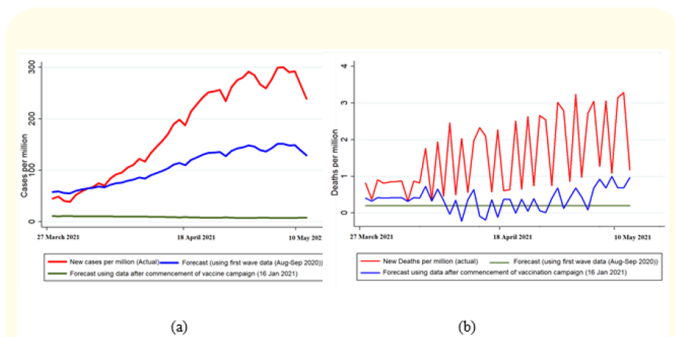 Cases per million
300
200
100
0
27 March 2021 18 April 2021 10 May 202
New cases per million (Actual) Forecast (using first wave data (Aug-Sep 2020))
Forecast using data after commencement of vaccine campaign (16 Jan 2021)
(a)
Deaths per million
4
3
2
1
0
27 March 2021 18 April 2021 10 May 2021
New Deaths per million (actual) Forecast (using first wave data (Aug-Sep 2020))
Forecast using data after commencement of vaccination campaign (16 Jan 2021)
(b)